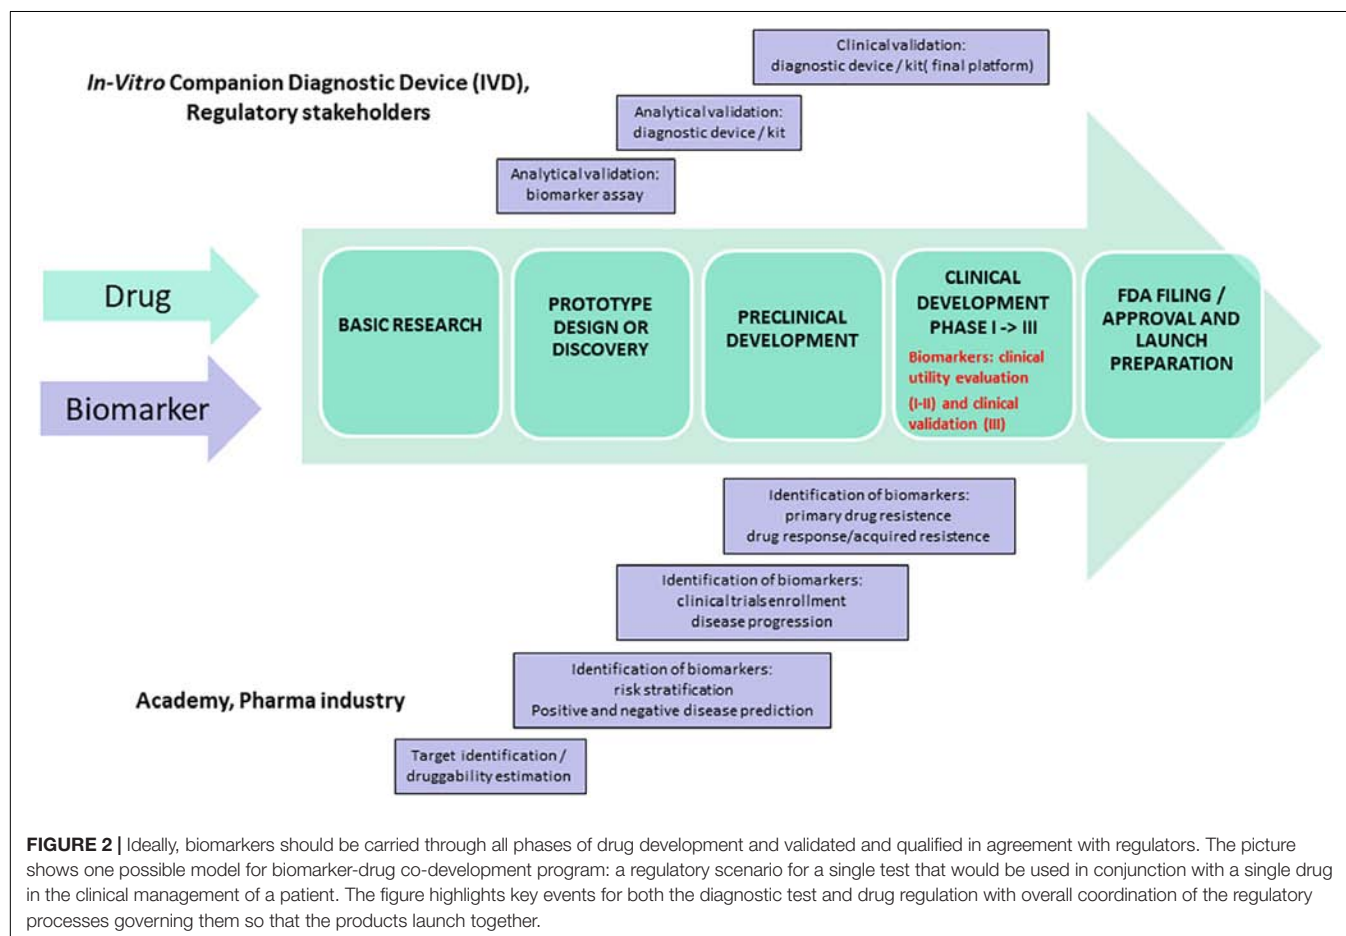 Clinical validation:
diagnostic device / kit( final platform)
In-Vitro Companion Diagnostic Device (IVD),
Regulatory stakeholders
Analytical validation:
diagnostic device / kit
Analytical validation:
biomarker assay
Drug
Biomarker
BASIC RESEARCH
PROTOTYPE
DESIGN OR
DISCOVERY
PRECLINICAL
DEVELOPMENT
CLINICAL
DEVELOPMENT
PHASE I -> III
Biomarkers: clinical
utility evaluation
(I-II) and clinical
validation (III)
FDA FILING /
APPROVAL AND
LAUNCH
PREPARATION
Identification of biomarkers:
primary drug resistence
drug response/acquired resistence
Identification of biomarkers:
clinical trials enrollment
disease progression
Identification of biomarkers:
risk stratification
Positive and negative disease prediction
Academy, Pharma industry
Target identification /
druggability estimation
FIGURE 2 | Ideally, biomarkers should be carried through all phases of drug development and validated and qualified in agreement with regulators. The picture
shows one possible model for biomarker-drug co-development program: a regulatory scenario for a single test that would be used in conjunction with a single drug
in the clinical management of a patient. The figure highlights key events for both the diagnostic test and drug regulation with overall coordination of the regulatory
processes governing them so that the products launch together.